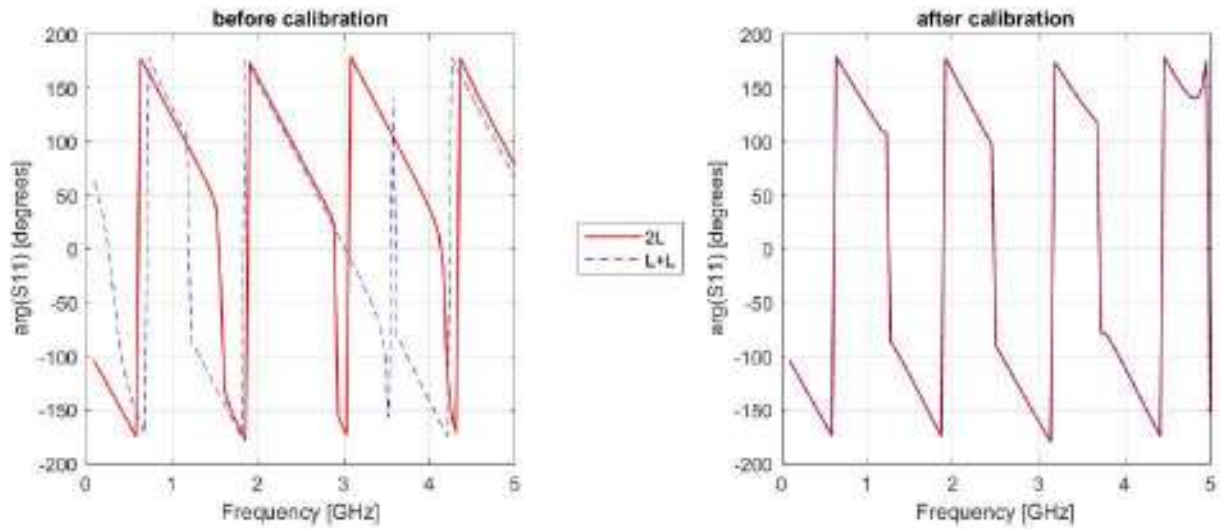 before calibration
after calibration
200
150
100
50
0
-50
-100
-150
-200
arg(S11) [degrees]
0 1 2 3 4 5
Frequency [GHz]
2L
L+L
200
150
100
50
0
-50
-100
-150
-200
arg(S11) [degrees]
0 1 2 3 4 5
Frequency [GHz]